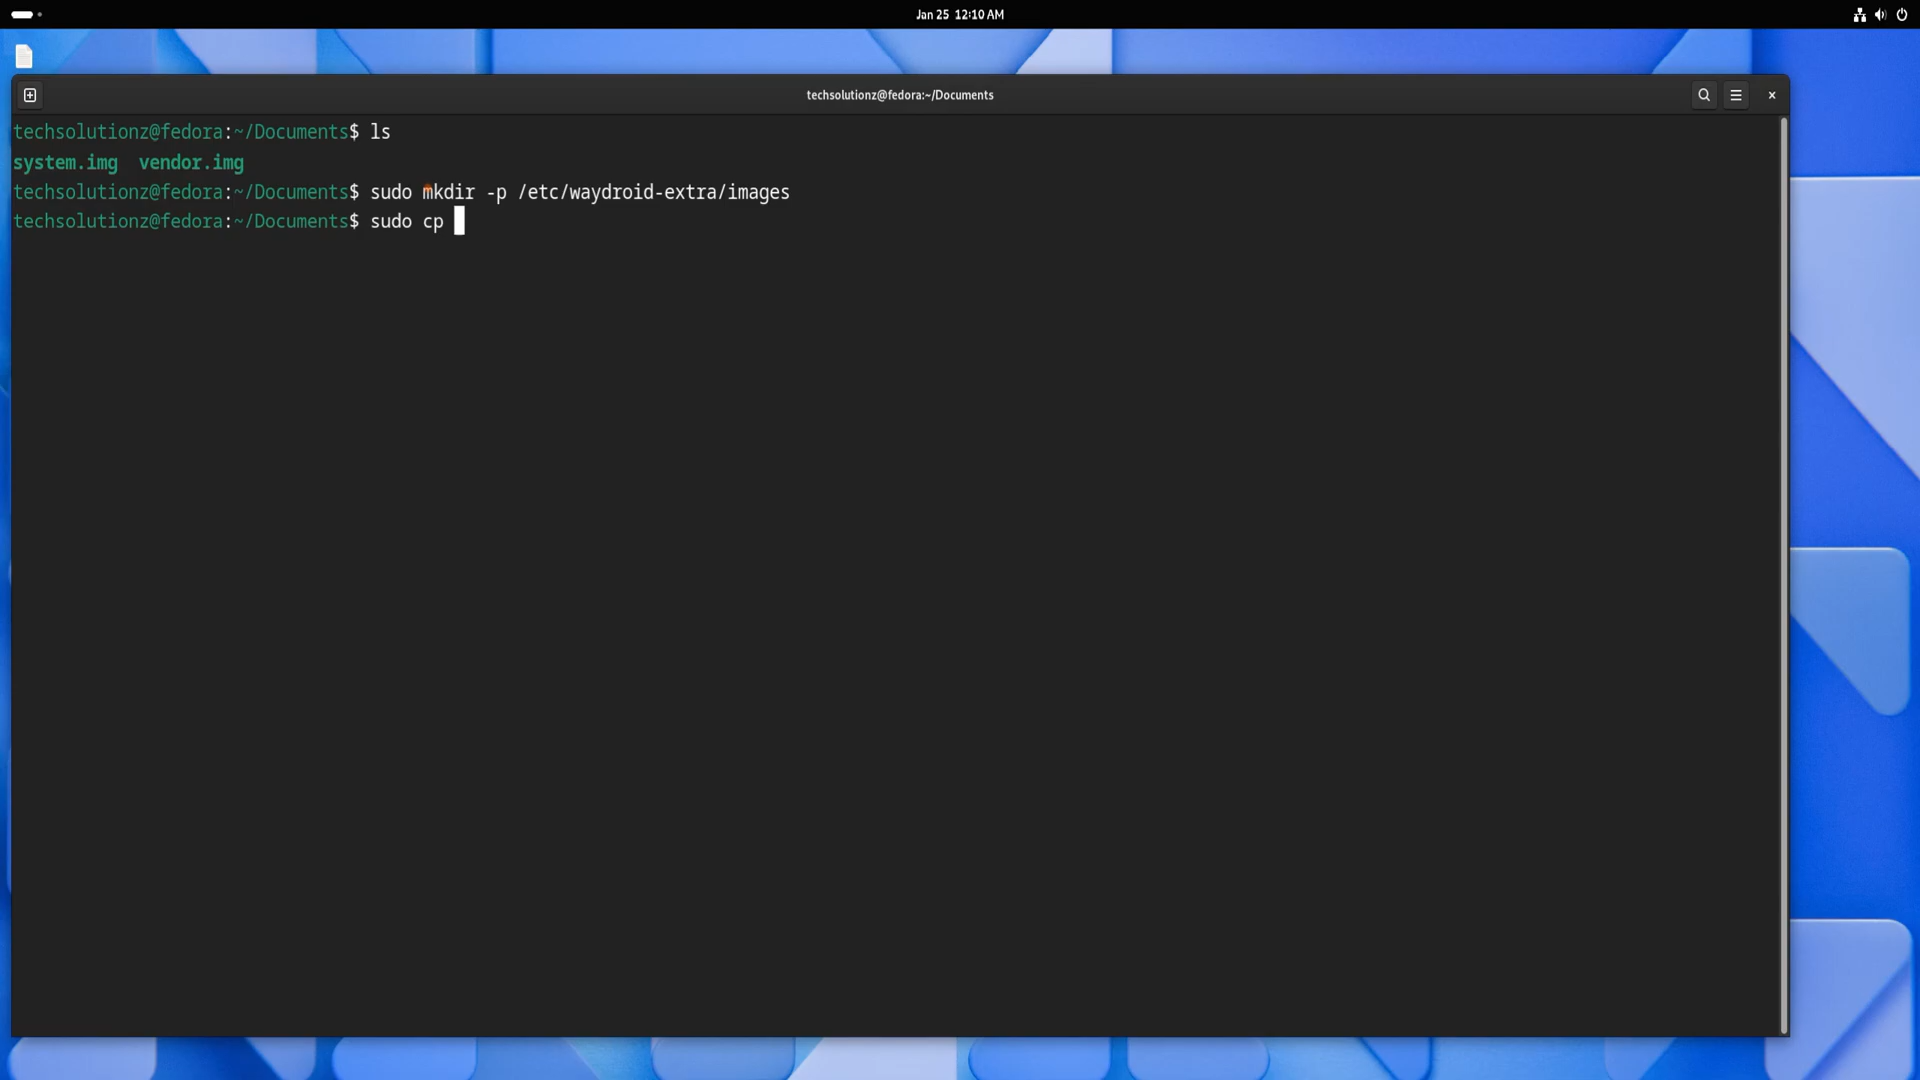 Jan 25 12:10 AM
techsolutionz@fedora:~/Documents
techsolutionz@fedora:~/Documents$ ls
system.img vendor.img
techsolutionz@fedora:~/Documents$ sudo mkdir -p /etc/waydroid-extra/images
techsolutionz@fedora:~/Documents$ sudo cp